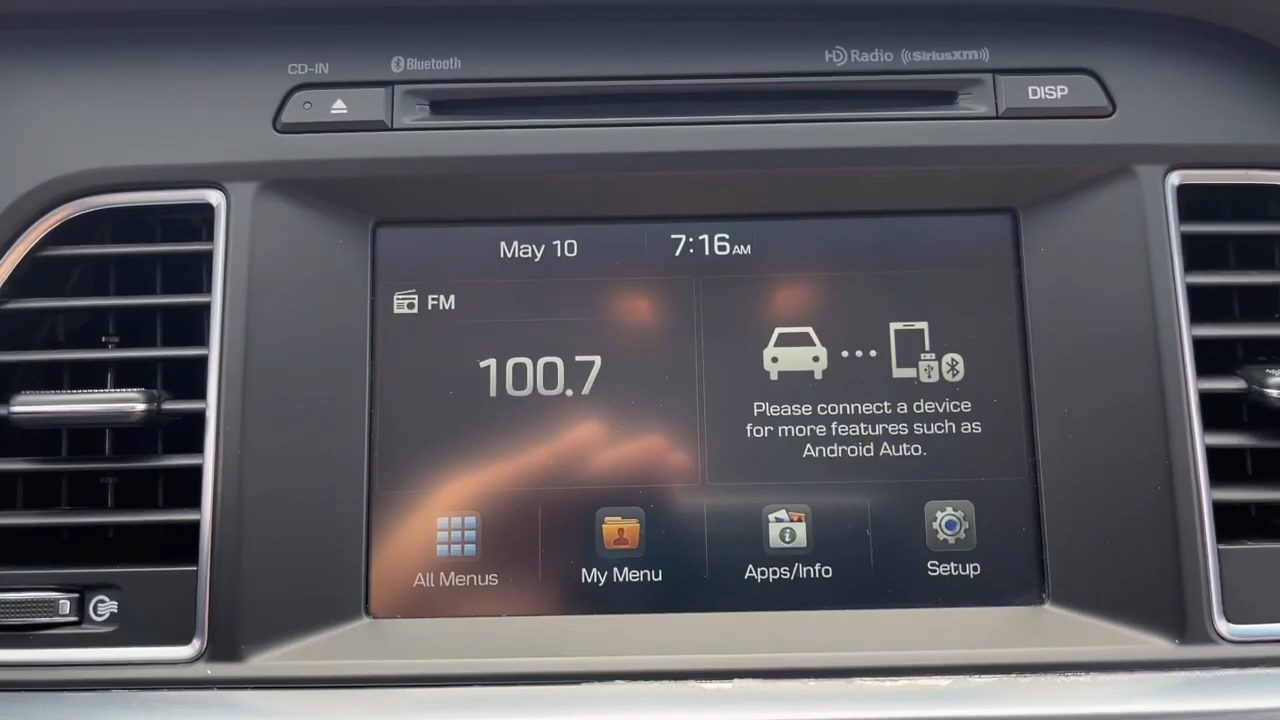 CD-IN
Bluetooth
HD Radio
SiriusXM
DISP
May 10
7:16 AM
FM
100.7
Please connect a device
for more features such as
Android Auto.
All Menus
My Menu
Apps/Info
Setup